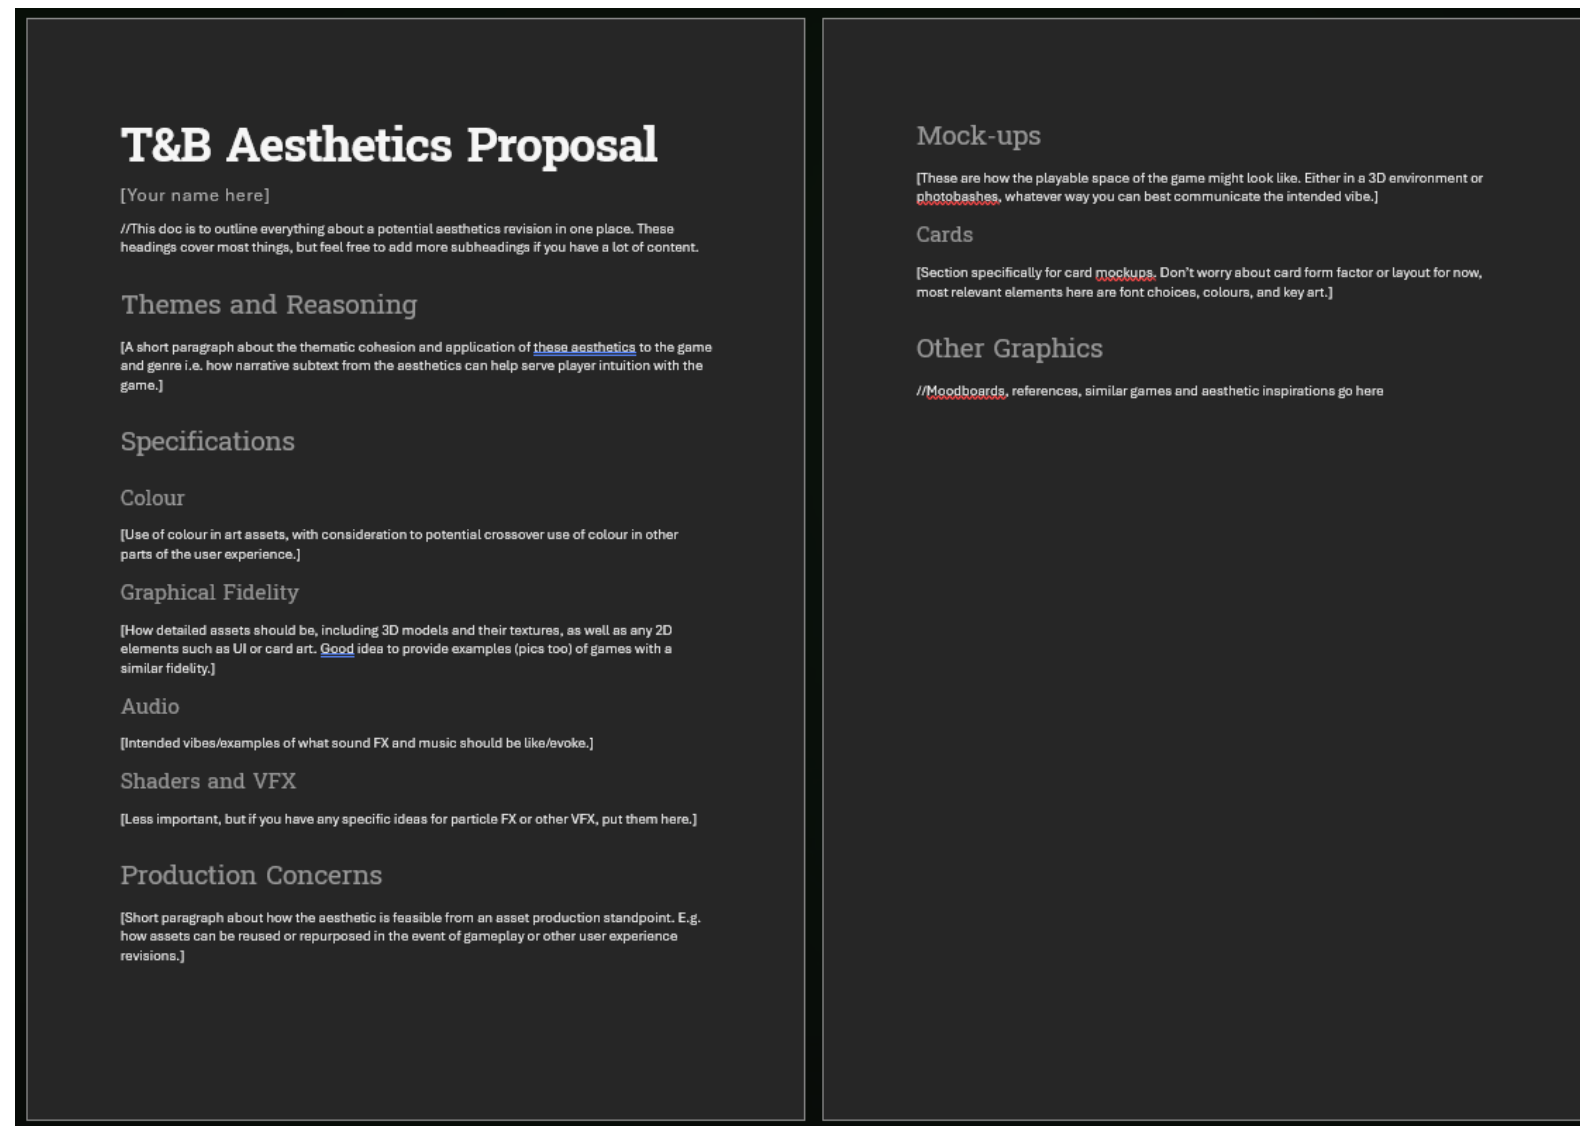 T&B Aesthetics Proposal
[Your name here]
//This doc is to outline everything about a potential aesthetics revision in one place. These
headings cover most things, but feel free to add more subheadings if you have a lot of content.
Themes and Reasoning
[A short paragraph about the thematic cohesion and application of these aesthetics to the game
and genre i.e. how narrative subtext from the aesthetics can help serve player intuition with the
game.]
Specifications
Colour
[Use of colour in art assets, with consideration to potential crossover use of colour in other
parts of the user experience.]
Graphical Fidelity
[How detailed assets should be, including 3D models and their textures, as well as any 2D
elements such as UI or card art. Good idea to provide examples (pics too) of games with a
similar fidelity.]
Audio
[Intended vibes/examples of what sound FX and music should be like/evoke.]
Shaders and VFX
[Less important, but if you have any specific ideas for particle FX or other VFX, put them here.]
Production Concerns
[Short paragraph about how the aesthetic is feasible from an asset production standpoint. E.g.
how assets can be reused or repurposed in the event of gameplay or other user experience
revisions.]
Mock-ups
[These are how the playable space of the game might look like. Either in a 3D environment or
photobashes, whatever way you can best communicate the intended vibe.]
Cards
[Section specifically for card mockups. Don't worry about card form factor or layout for now,
most relevant elements here are font choices, colours, and key art.]
Other Graphics
//Moodboards, references, similar games and aesthetic inspirations go here